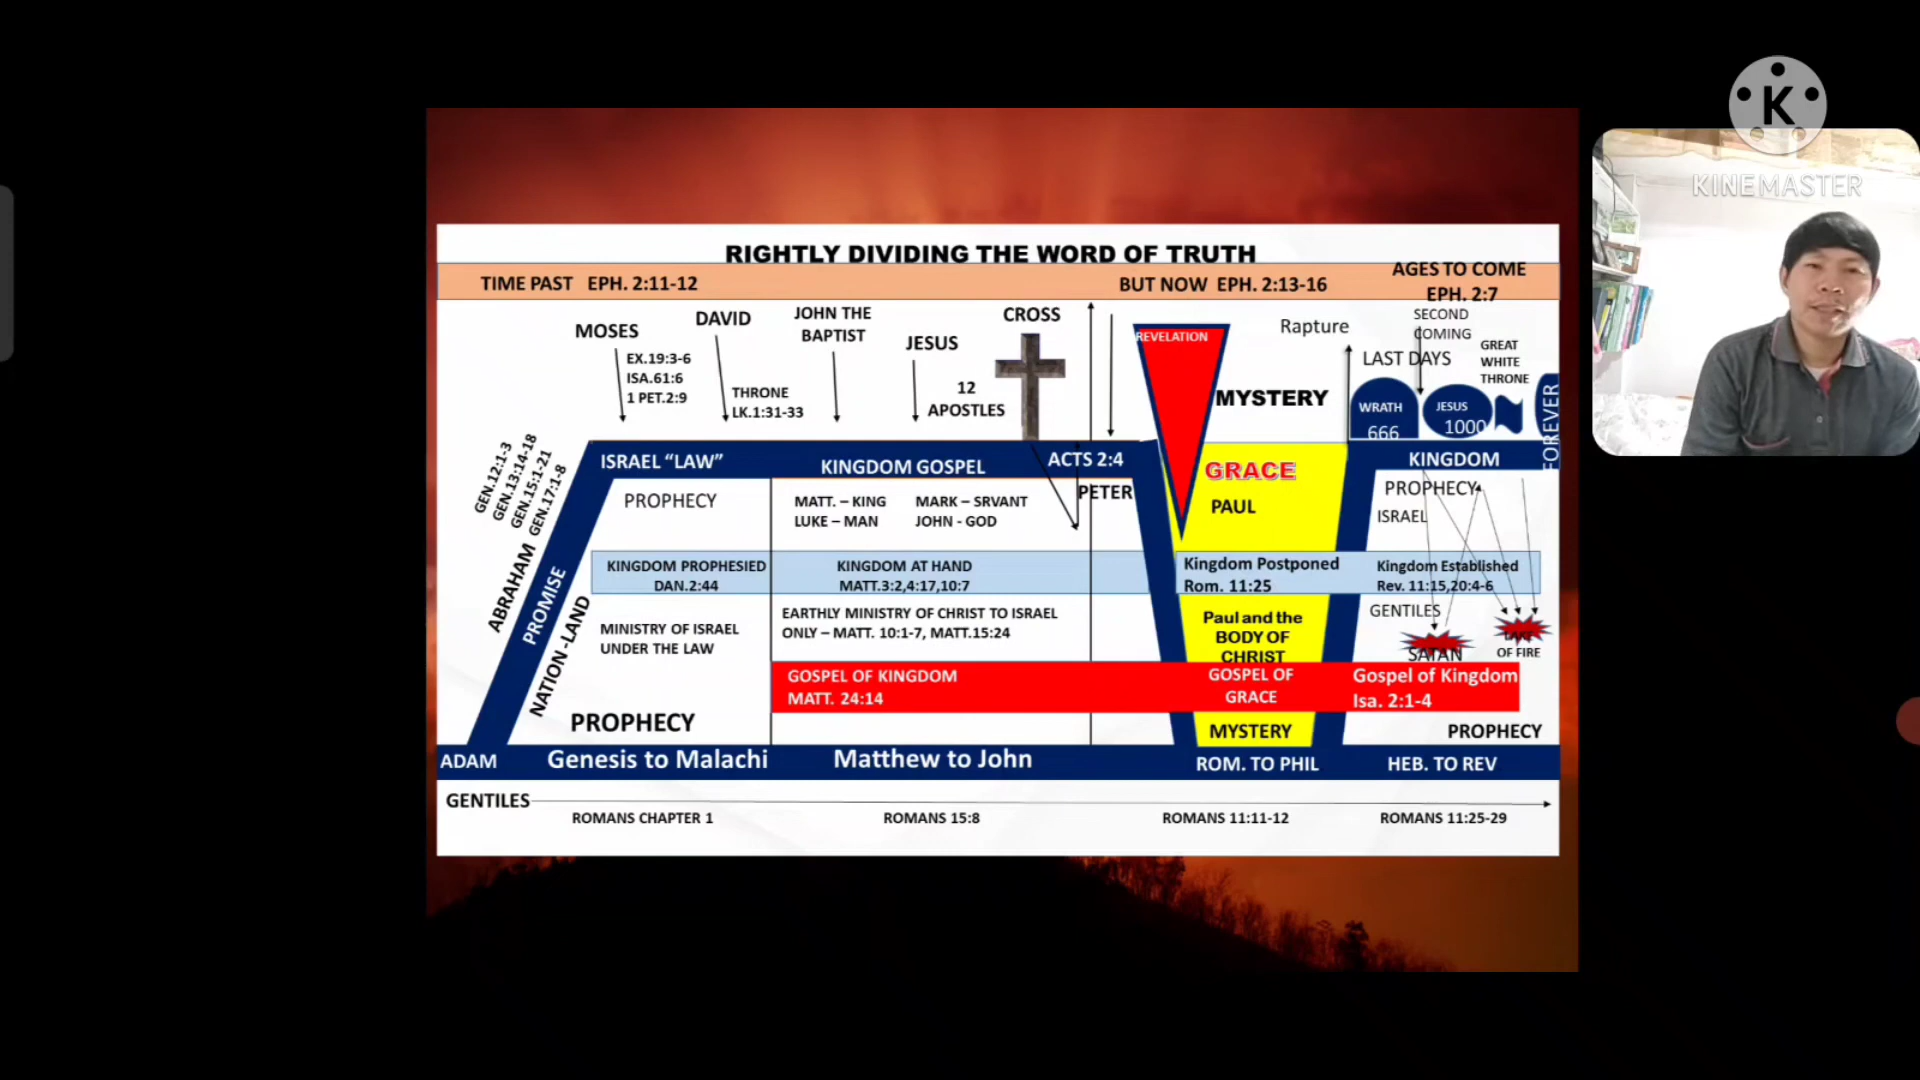 K
KINEMASTER
RIGHTLY DIVIDING THE WORD OF TRUTH
TIME PAST EPH. 2:11-12
BUT NOW EPH. 2:13-16
AGES TO COME
EPH. 2:7
MOSES
EX.19:3-6
ISA.61:6
1 PET.2:9
DAVID
THRONE
LK.1:31-33
JOHN THE
BAPTIST
JESUS
12
APOSTLES
CROSS
REVELATION
MYSTERY
Rapture
SECOND
COMING
LAST DAYS
GREAT
WHITE
THRONE
WRATH
666
JESUS
1000
FOREVER
GEN.12:1-3
GEN.13:14-18
GEN.15:1-21
GEN.17:1-8
ABRAHAM
PROMISE
NATION -LAND
ISRAEL “LAW”
KINGDOM GOSPEL
ACTS 2:4
GRACE
KINGDOM
PROPHECY
MATT. – KING
MARK – SRVANT
LUKE – MAN
JOHN - GOD
PETER
PAUL
PROPHECY
ISRAEL
KINGDOM PROPHESIED
DAN.2:44
KINGDOM AT HAND
MATT.3:2,4:17,10:7
Kingdom Postponed
Rom. 11:25
Kingdom Established
Rev. 11:15,20:4-6
MINISTRY OF ISRAEL
UNDER THE LAW
EARTHLY MINISTRY OF CHRIST TO ISRAEL
ONLY – MATT. 10:1-7, MATT.15:24
Paul and the
BODY OF
CHRIST
GENTILES
SATAN
LAKE
OF FIRE
GOSPEL OF KINGDOM
MATT. 24:14
GOSPEL OF
GRACE
Gospel of Kingdom
Isa. 2:1-4
PROPHECY
MYSTERY
PROPHECY
ADAM
Genesis to Malachi
Matthew to John
ROM. TO PHIL
HEB. TO REV
GENTILES
ROMANS CHAPTER 1
ROMANS 15:8
ROMANS 11:11-12
ROMANS 11:25-29